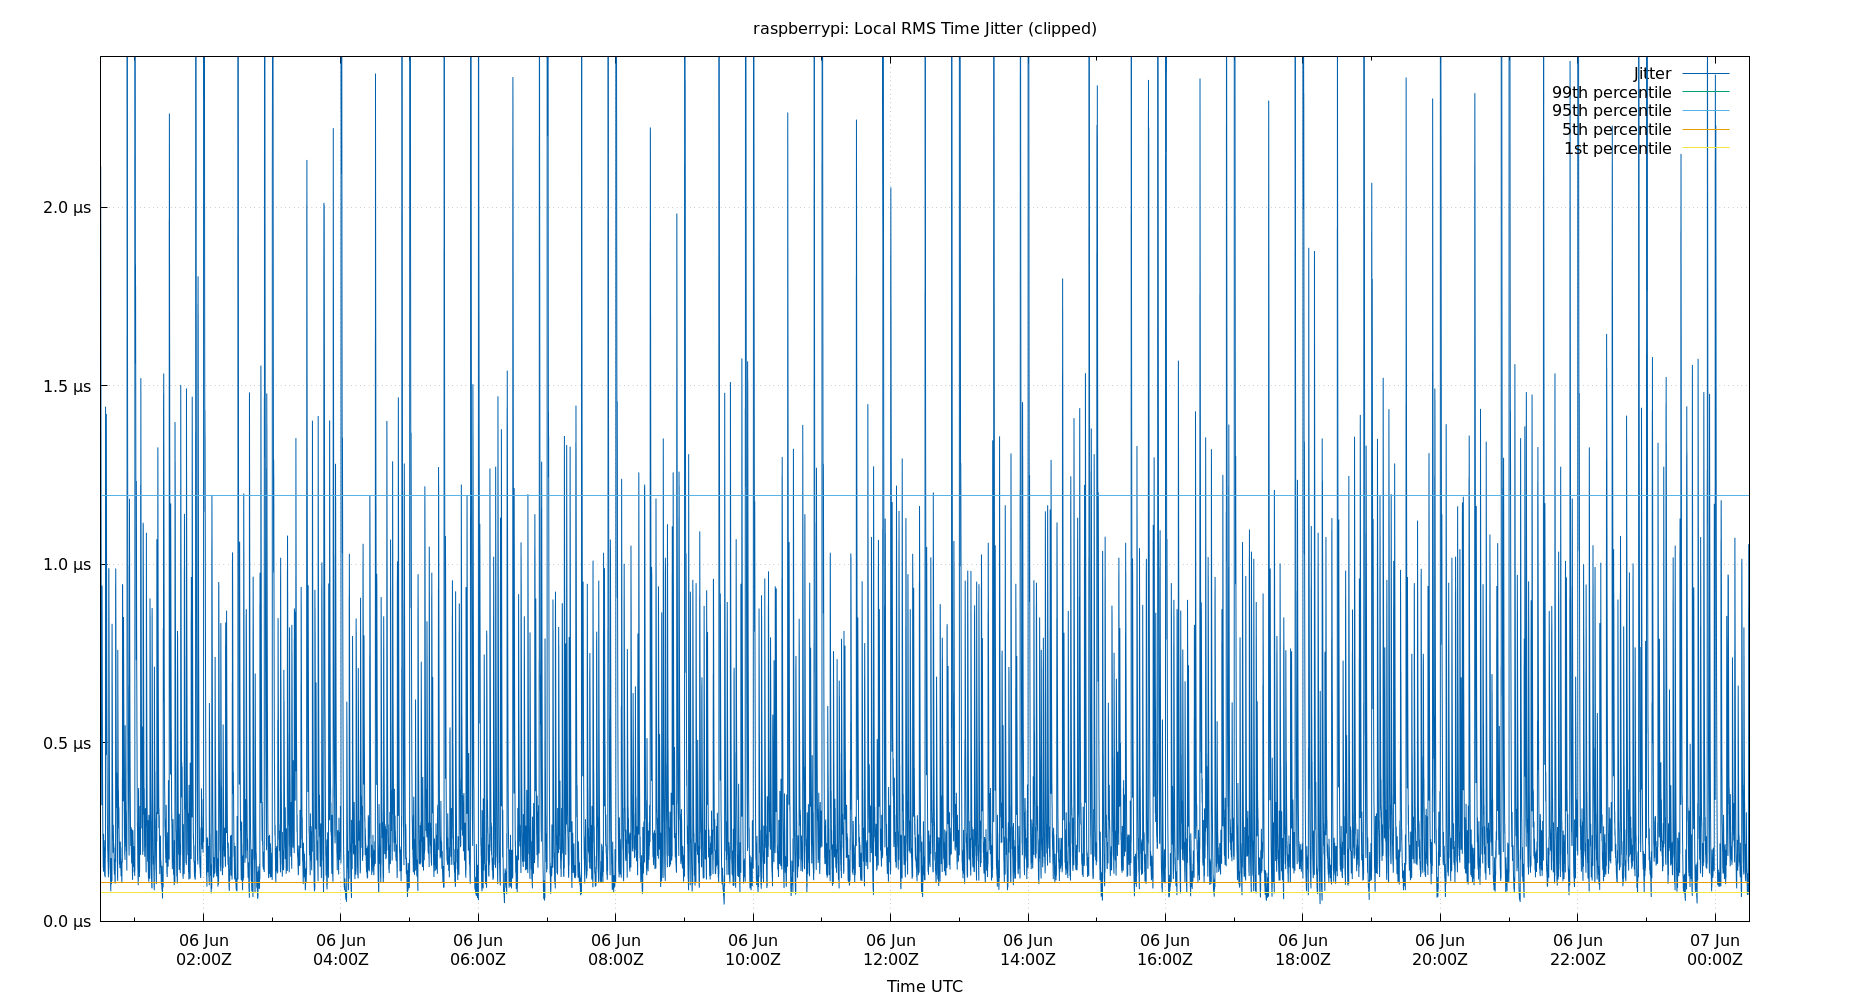 raspberrypi: Local RMS Time Jitter (clipped)
Jitter
99th percentile
95th percentile
5th percentile
1st percentile
2.0 µs
1.5 µs
1.0 µs
0.5 µs
0.0 µs
06 Jun 06 Jun 06 Jun 06 Jun 06 Jun 06 Jun 06 Jun 06 Jun 06 Jun 06 Jun 06 Jun 07 Jun
02:00Z 04:00Z 06:00Z 08:00Z 10:00Z 12:00Z 14:00Z 16:00Z 18:00Z 20:00Z 22:00Z 00:00Z
Time UTC